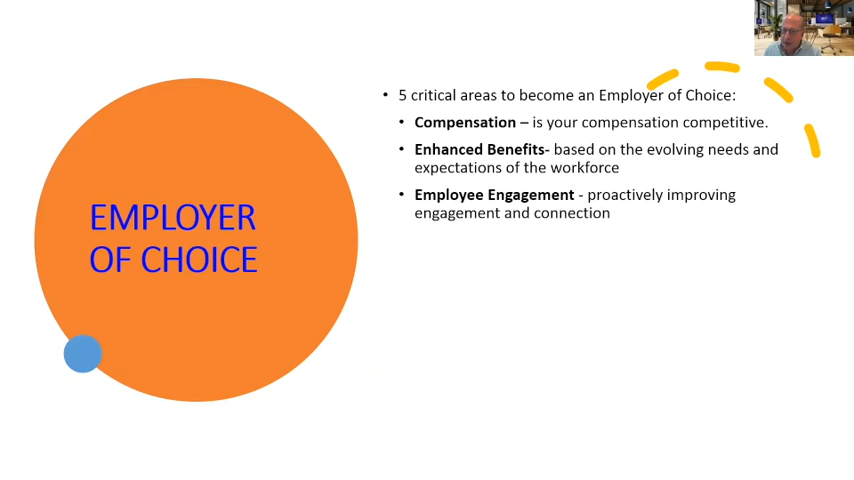 EMPLOYER
OF CHOICE
• 5 critical areas to become an Employer of Choice:
• Compensation – is your compensation competitive.
• Enhanced Benefits- based on the evolving needs and
expectations of the workforce
• Employee Engagement - proactively improving
engagement and connection